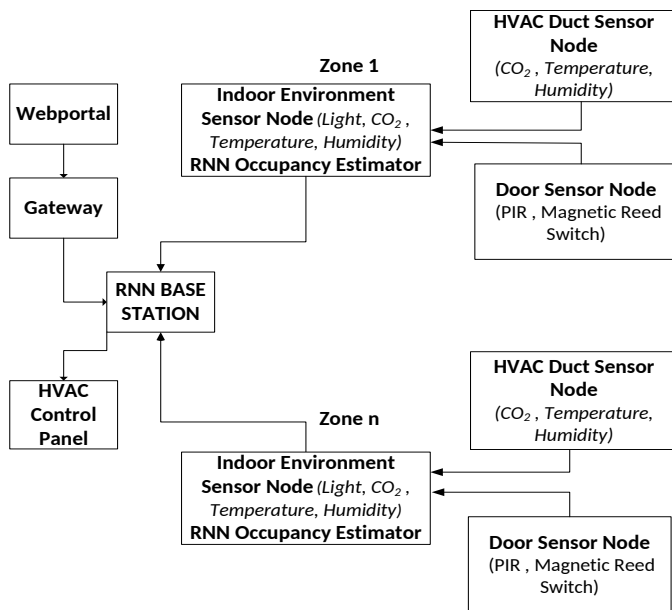 HVAC Duct Sensor
Node
(CO₂ , Temperature,
Humidity)
Zone 1
Webportal
Indoor Environment
Sensor Node (Light, CO₂ ,
Temperature, Humidity)
RNN Occupancy Estimator
Gateway
Door Sensor Node
(PIR , Magnetic Reed
Switch)
RNN BASE
STATION
HVAC
Control
Panel
HVAC Duct Sensor
Node
(CO₂ , Temperature,
Humidity)
Zone n
Indoor Environment
Sensor Node (Light, CO₂ ,
Temperature, Humidity)
RNN Occupancy Estimator
Door Sensor Node
(PIR , Magnetic Reed
Switch)